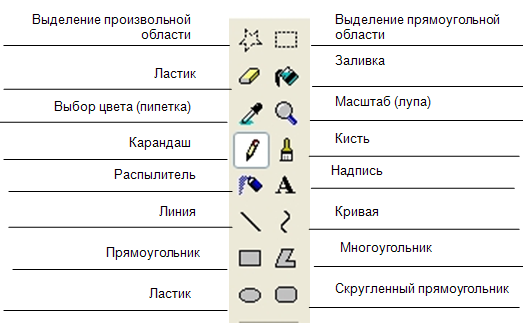 Выделение произвольной
области
Выделение прямоугольной
области
Ластик
Заливка
Выбор цвета (пипетка)
Масштаб (лупа)
Карандаш
Кисть
Распылитель
Надпись
A
Линия
Кривая
Прямоугольник
Многоугольник
Ластик
Скругленный прямоугольник